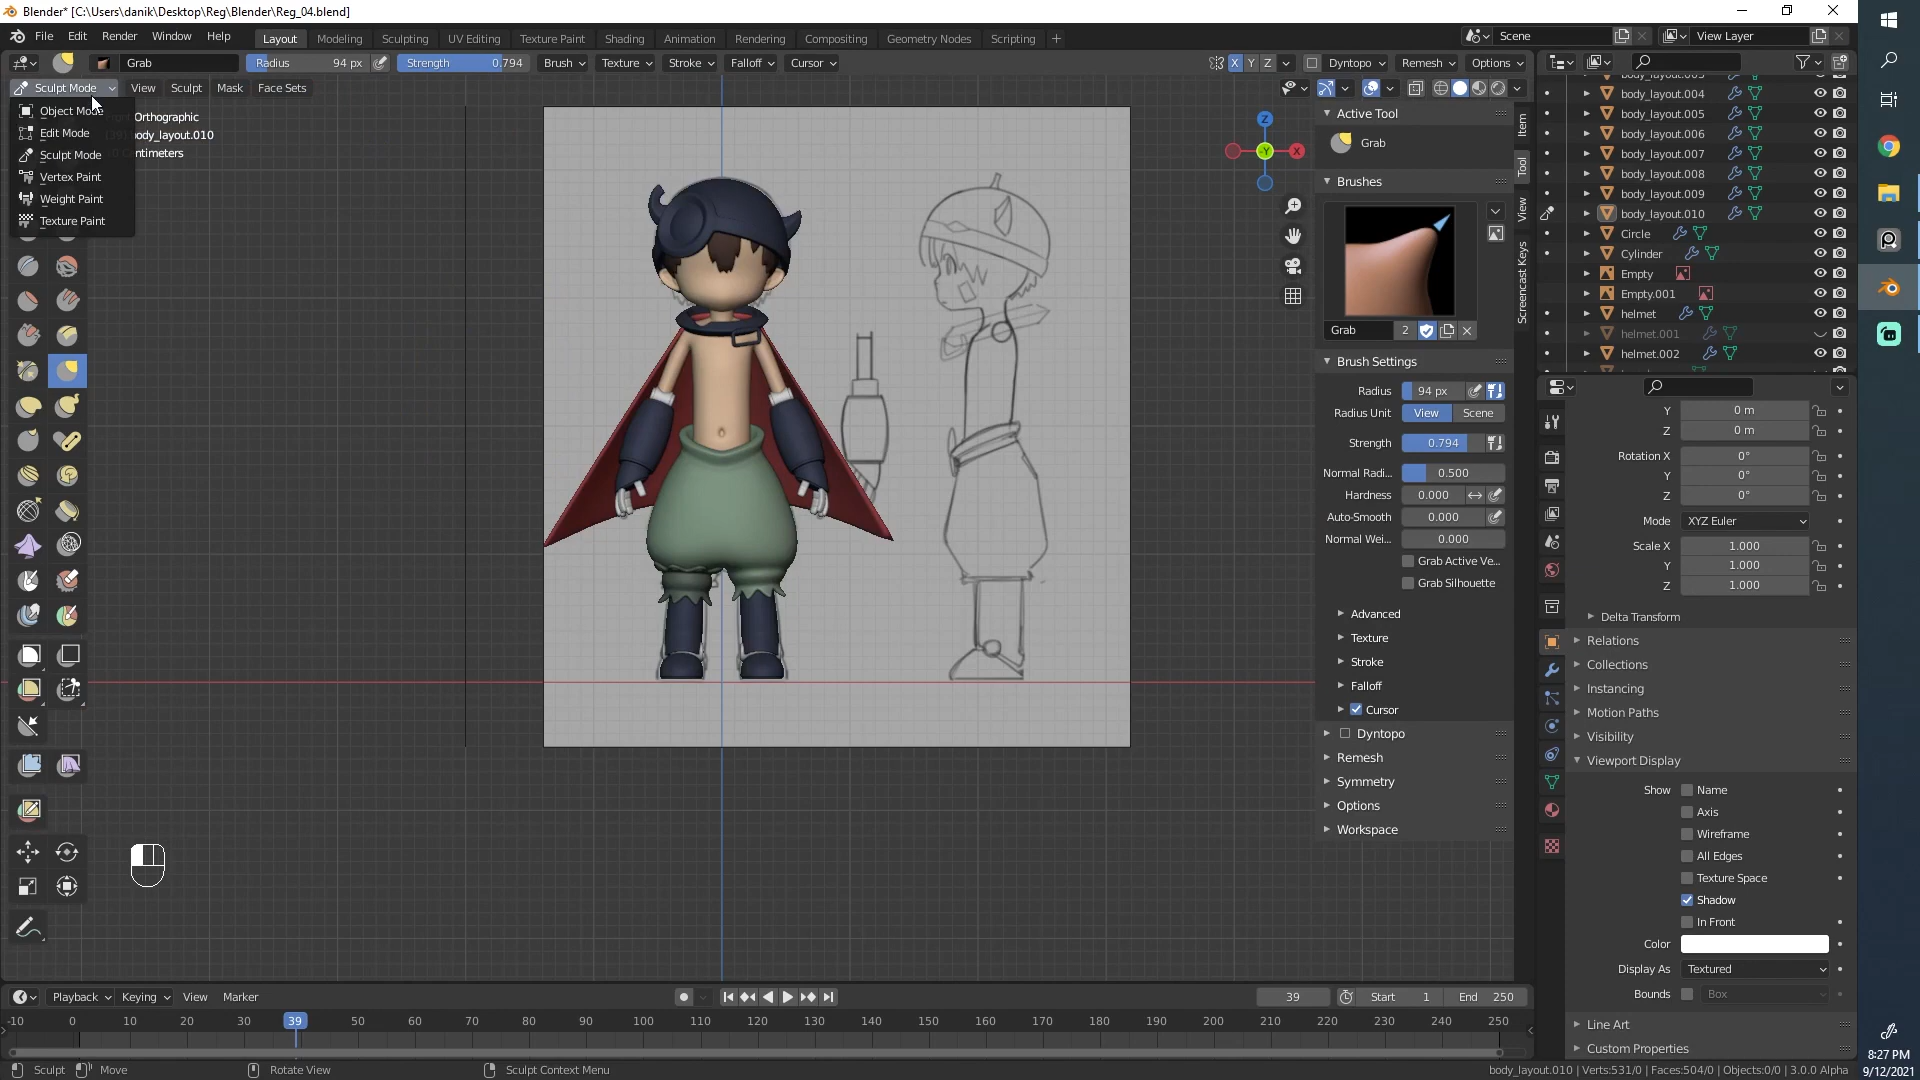 Blender* [C:\Users\danik\Desktop\Reg\Blender\Reg_04.blend]
File Edit Render Window Help Layout Modeling Sculpting UV Editing Texture Paint Shading Animation Rendering Compositing Geometry Nodes Scripting + Scene View Layer
Grab Radius 94 px Strength 0.794 Brush Texture Stroke Falloff Cursor X Y Z Dyntopo Remesh Options
Sculpt Mode View Sculpt Mask Face Sets
Object Mode
Edit Mode
Sculpt Mode
Vertex Paint
Weight Paint
Texture Paint
Orthographic
body_layout.010
Z
Y
X
Active Tool
Grab
Brushes
Grab 2
Brush Settings
Radius 94 px
Radius Unit View Scene
Strength 0.794
Normal Radi... 0.500
Hardness 0.000
Auto-Smooth 0.000
Normal Wei... 0.000
Grab Active Ve...
Grab Silhouette
Advanced
Texture
Stroke
Falloff
Cursor
Dyntopo
Remesh
Symmetry
Options
Workspace
Item
Tool
View
Screencast Keys
body_layout.004
body_layout.005
body_layout.006
body_layout.007
body_layout.008
body_layout.009
body_layout.010
Circle
Cylinder
Empty
Empty.001
helmet
helmet.001
helmet.002
Y 0 m
Z 0 m
Rotation X 0°
Y 0°
Z 0°
Mode XYZ Euler
Scale X 1.000
Y 1.000
Z 1.000
Delta Transform
Relations
Collections
Instancing
Motion Paths
Visibility
Viewport Display
Show Name
Axis
Wireframe
All Edges
Texture Space
Shadow
In Front
Color
Display As Textured
Bounds Box
Line Art
Custom Properties
Playback Keying View Marker 39 Start 1 End 250
-10 0 10 20 30 39 50 60 70 80 90 100 110 120 130 140 150 160 170 180 190 200 210 220 230 240 250
Sculpt Move Rotate View Sculpt Context Menu body_layout.010 | Verts:531/0 | Faces:504/0 | Objects:0/0 | 3.0.0 Alpha
8:27 PM
9/12/2021